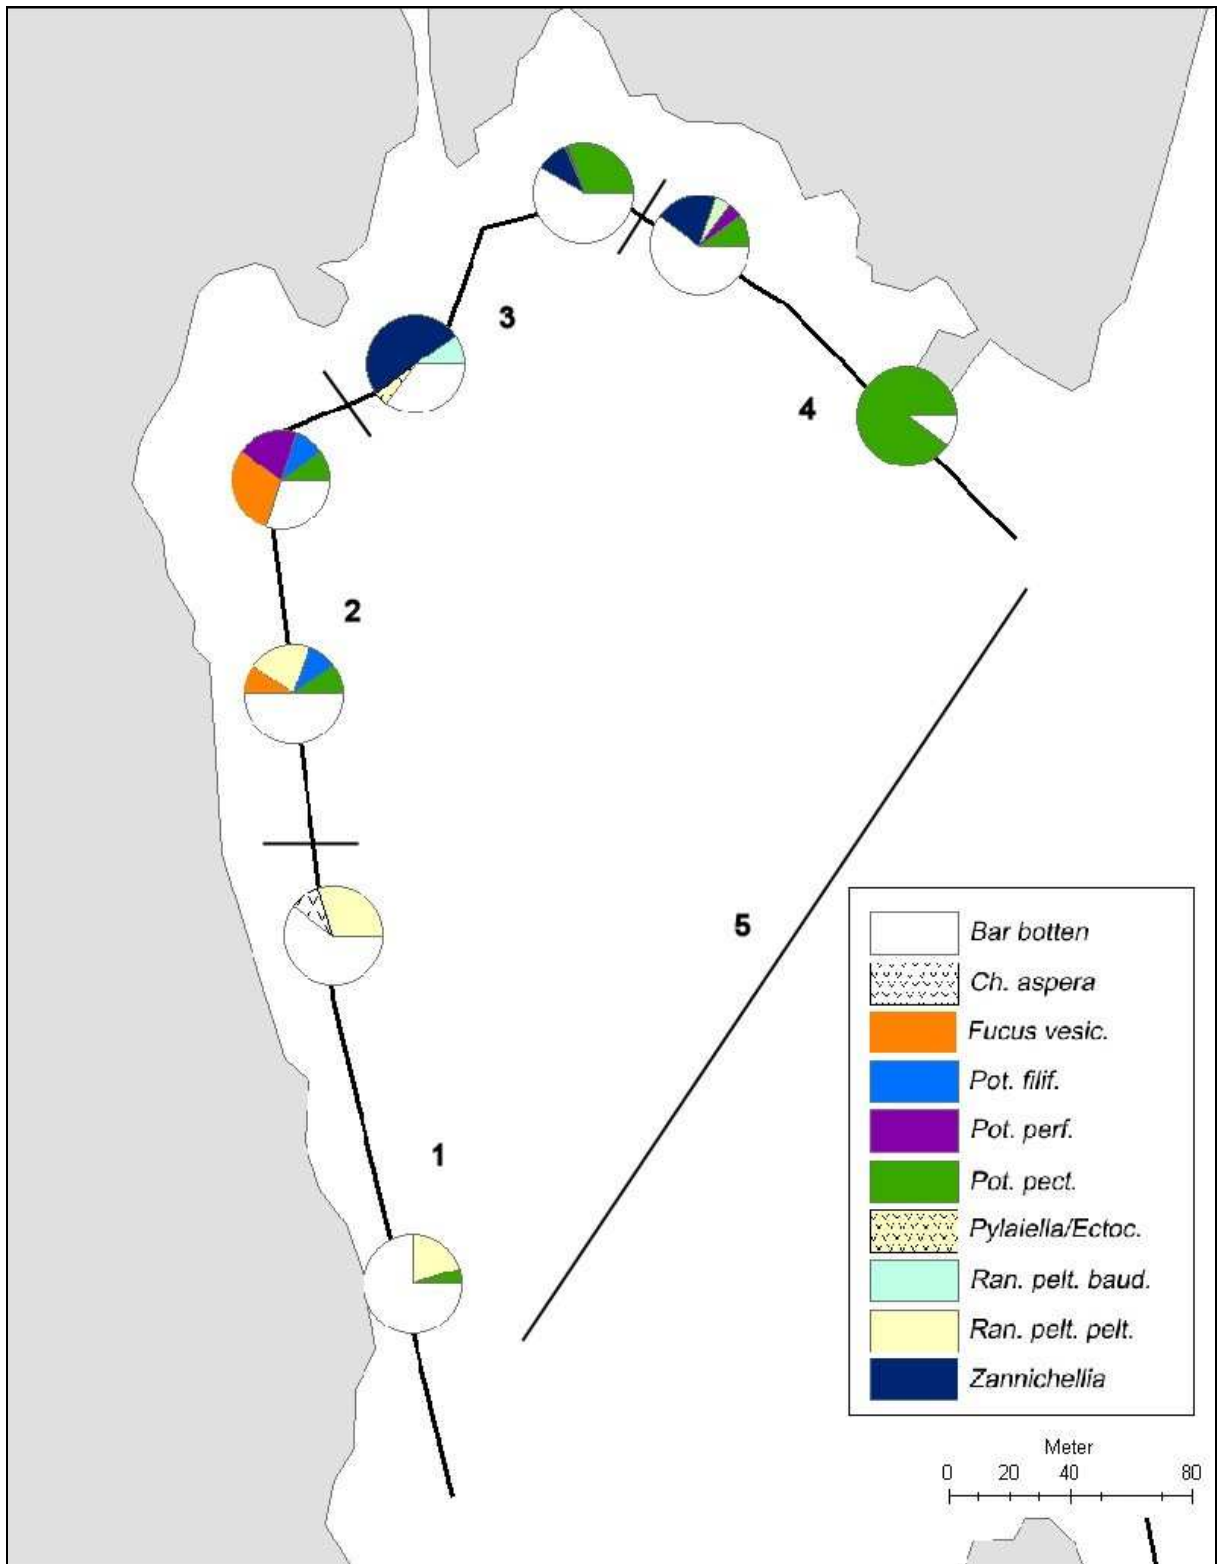 3
4
2
5
1
Bar botten
Ch. aspera
Fucus vesic.
Pot. filif.
Pot. perf.
Pot. pect.
Pylaiella/Ectoc.
Ran. pelt. baud.
Ran. pelt. pelt.
Zannichellia
Meter
0 20 40 80